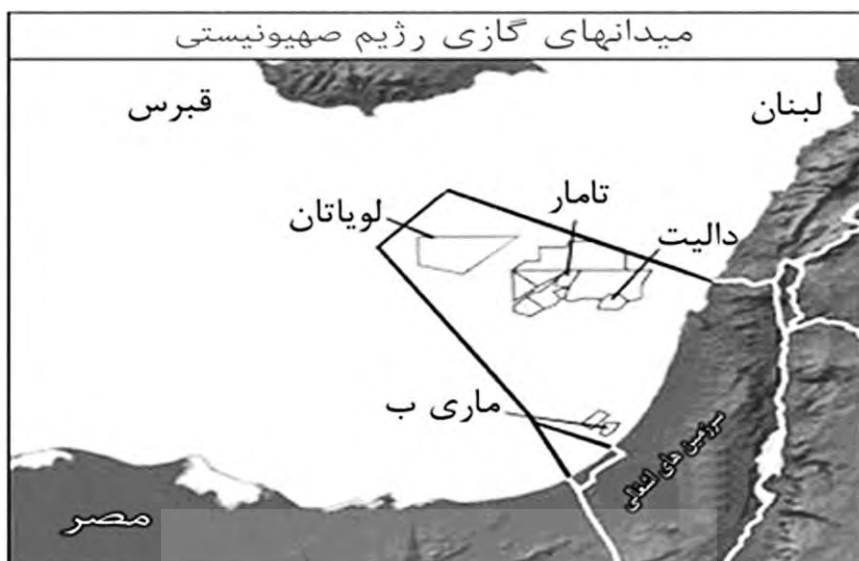 میدانهای گازی رژیم صهیونیستی
لبنان
قبرس
تامار
لویاتان
دالیت
ماری ب
سرزمین های اشغالی
مصر